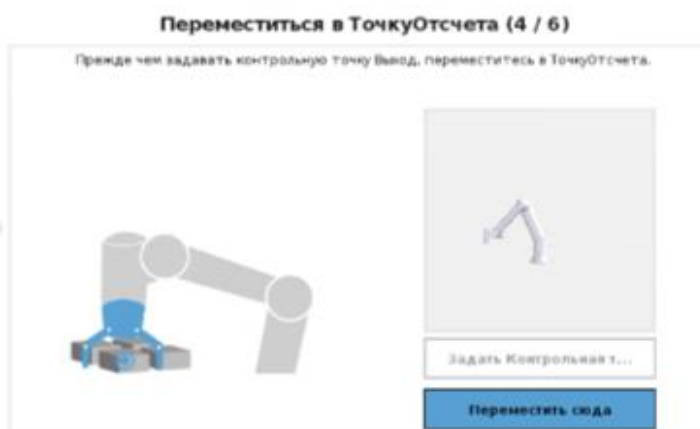 Переместиться в ТочкуОтсчета (4 / 6)
Прежде чем задавать контрольную точку Выход, переместитесь в ТочкуОтсчета.
Задать Контрольная т...
Переместить сюда